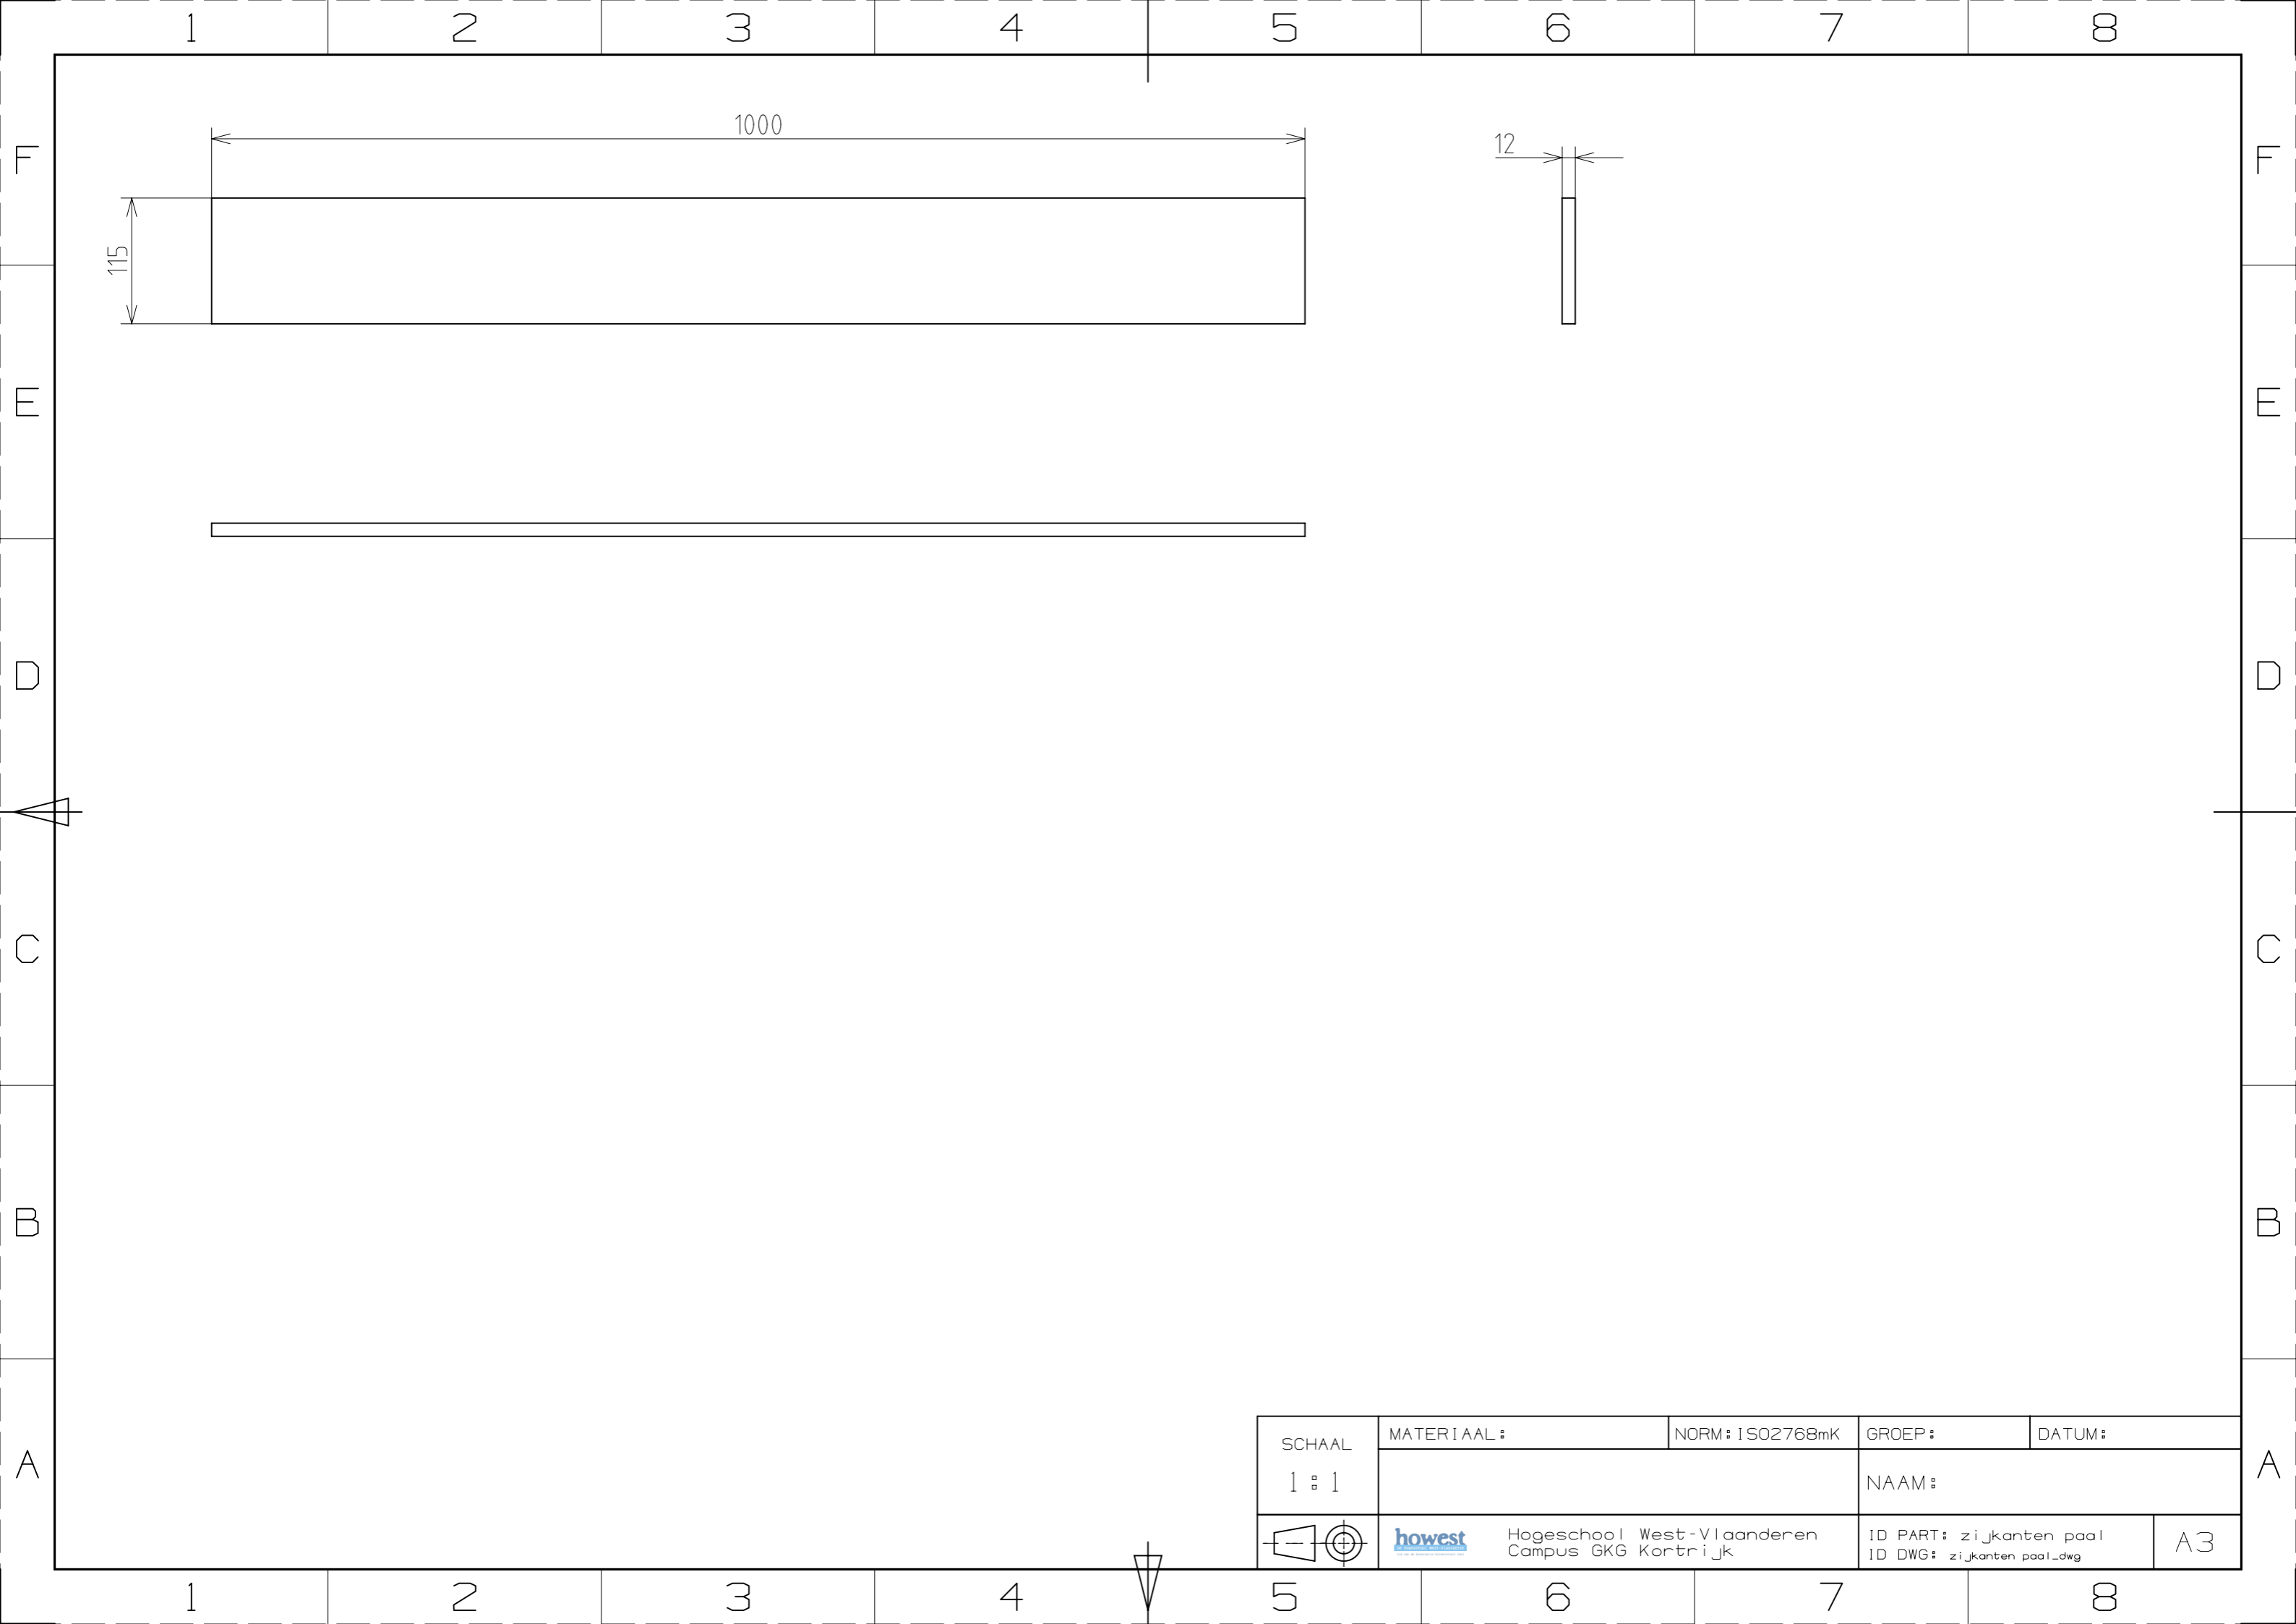 1 2 3 4 5 6 7 8
1000
12
F F
115
E E
D D
C C
B B
SCHAAL
1:1
MATERIAAL:
NORM:ISO2768mK
GROEP:
DATUM:
A A
NAAM:
howest
Hogeschool West-Vlaanderen
Campus GKG Kortrijk
ID PART: zijkanten paal
ID DWG: zijkanten paal_dwg
A3
1 2 3 4 5 6 7 8